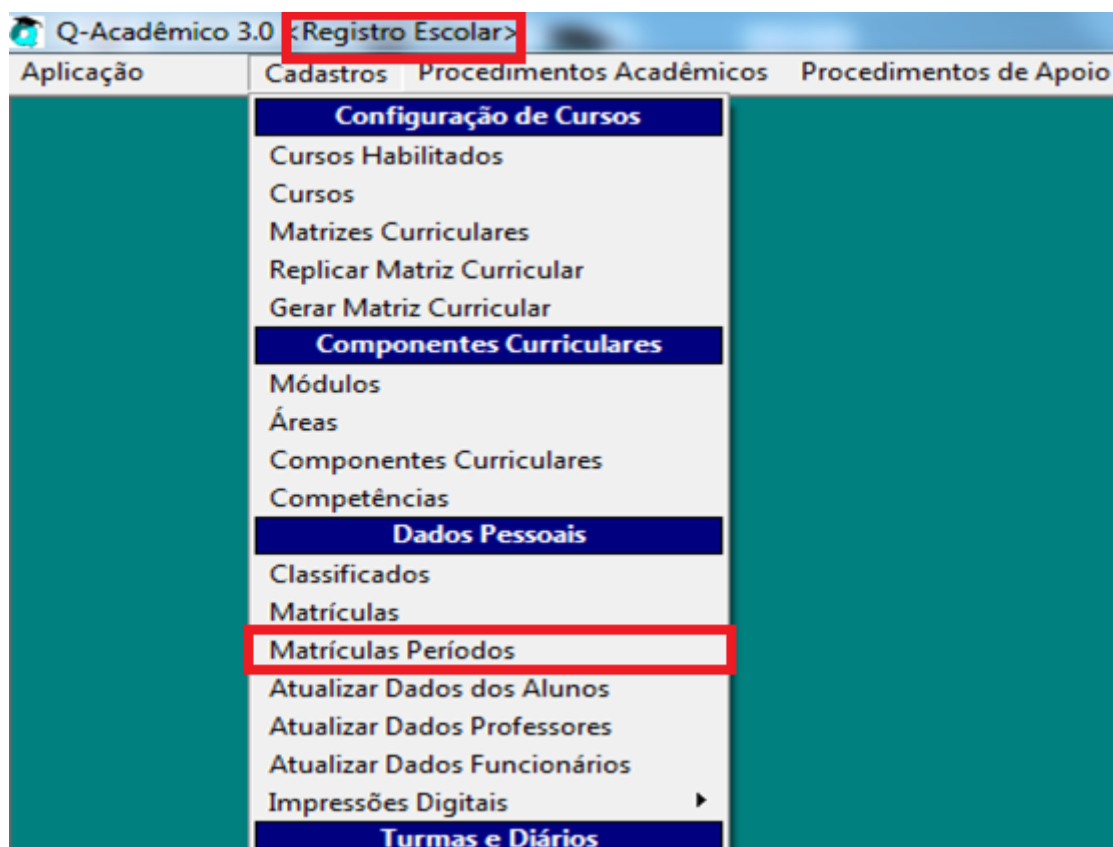 Q-Acadêmico 3.0 <Registro Escolar>
Aplicação Cadastros Procedimentos Acadêmicos Procedimentos de Apoio
Configuração de Cursos
Cursos Habilitados
Cursos
Matrizes Curriculares
Replicar Matriz Curricular
Gerar Matriz Curricular
Componentes Curriculares
Módulos
Áreas
Componentes Curriculares
Competências
Dados Pessoais
Classificados
Matrículas
Matrículas Períodos
Atualizar Dados dos Alunos
Atualizar Dados Professores
Atualizar Dados Funcionários
Impressões Digitais
Turmas e Diários